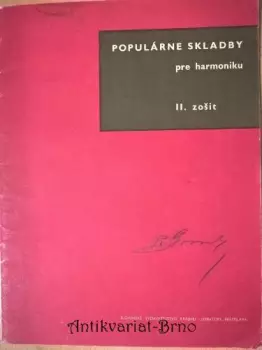 POPULÁRNE SKLADBY
pre harmoniku
II. zošit
Antikvariat-Brno